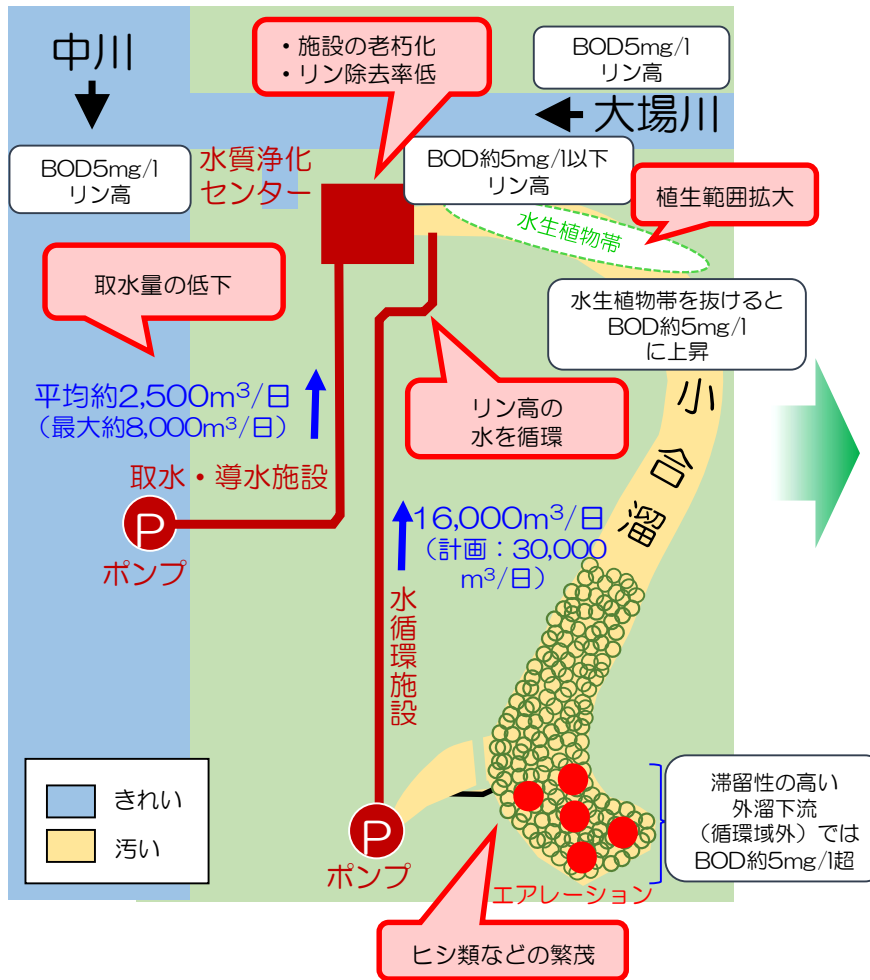 中川
・施設の老朽化
・リン除去率低
BOD5mg/l
リン高
大場川
BOD5mg/l
リン高
水質浄化
センター
BOD約5mg/l以下
リン高
植生範囲拡大
水生植物帯
取水量の低下
水生植物帯を抜けると
BOD約5mg/l
に上昇
平均約2,500m³/日
（最大約8,000m³/日）
リン高の
水を循環
小合溜
取水・導水施設
P
ポンプ
16,000m³/日
（計画：30,000
m³/日）
水循環施設
きれい
汚い
P
ポンプ
滞留性の高い
外溜下流
（循環域外）では
BOD約5mg/l超
エアレーション
ヒシ類などの繁茂